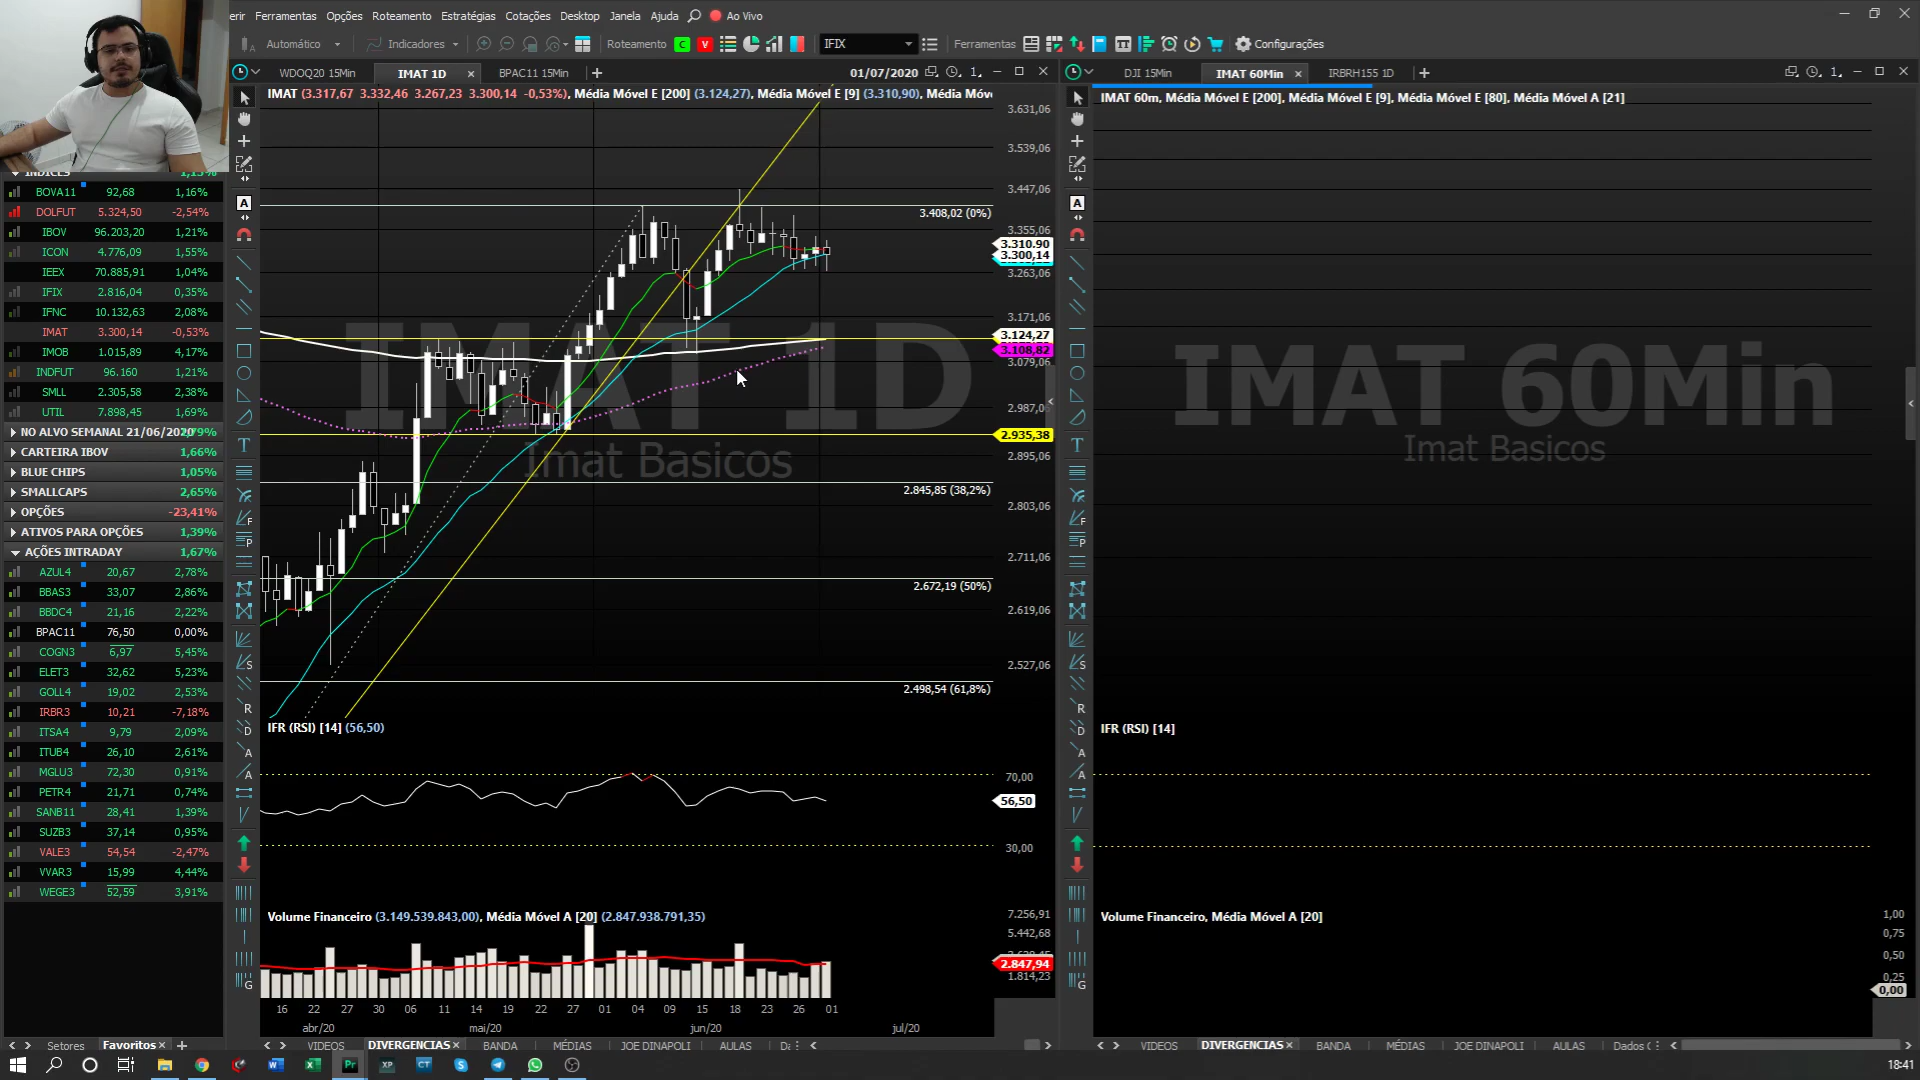 erir Ferramentas Opções Roteamento Estratégias Cotações Desktop Janela Ajuda Ao Vivo
Automático Indicadores Roteamento C V IFIX Ferramentas Configurações
WDOQ20 15Min IMAT 1D × BPAC11 15Min + 01/07/2020 1
DJI 15Min IMAT 60Min × IRBRH155 1D + 1
IMAT (3.317,67 3.332,46 3.267,23 3.300,14 -0,53%), Média Móvel E [200] (3.124,27), Média Móvel E [9] (3.310,90), Média Móv
IMAT 60m, Média Móvel E [200], Média Móvel E [9], Média Móvel E [80], Média Móvel A [21]
ÍNDICES 1,15%
BOVA11 92,68 1,16%
DOLFUT 5.324,50 -2,54%
IBOV 96.203,20 1,21%
ICON 4.776,09 1,55%
IEEX 70.885,91 1,04%
IFIX 2.816,04 0,35%
IFNC 10.132,63 2,08%
IMAT 3.300,14 -0,53%
IMOB 1.015,89 4,17%
INDFUT 96.160 1,21%
SMLL 2.305,58 2,38%
UTIL 7.898,45 1,69%
NO ALVO SEMANAL 21/06/2020
CARTEIRA IBOV 1,66%
BLUE CHIPS 1,05%
SMALLCAPS 2,65%
OPÇÕES -23,41%
ATIVOS PARA OPÇÕES 1,39%
AÇÕES INTRADAY 1,67%
AZUL4 20,67 2,78%
BBAS3 33,07 2,86%
BBDC4 21,16 2,22%
BPAC11 76,50 0,00%
COGN3 6,97 5,45%
ELET3 32,62 5,23%
GOLL4 19,02 2,53%
IRBR3 10,21 -7,18%
ITSA4 9,79 2,09%
ITUB4 26,10 2,61%
MGLU3 72,30 0,91%
PETR4 21,71 0,74%
SANB11 28,41 1,39%
SUZB3 37,14 0,95%
VALE3 54,54 -2,47%
VVAR3 15,99 4,44%
WEGE3 52,59 3,91%
Setores Favoritos × +
3.631,06
3.539,06
3.447,06
3.408,02 (0%)
3.355,06
3.310,90
3.300,14
3.263,06
3.171,06
3.124,27
3.108,82
3.079,06
2.987,06
2.935,38
2.895,06
2.845,85 (38,2%)
2.803,06
2.711,06
2.672,19 (50%)
2.619,06
2.527,06
2.498,54 (61,8%)
IMAT 1D
Imat Basicos
IMAT 60Min
Imat Basicos
IFR (RSI) [14] (56,50)
70,00
56,50
30,00
IFR (RSI) [14]
Volume Financeiro (3.149.539.843,00), Média Móvel A [20] (2.847.938.791,35)
7.256,91
5.442,68
2.847,94
1.814,23
Volume Financeiro, Média Móvel A [20]
1,00
0,75
0,50
0,25
0,00
16 22 27 30 06 11 14 19 22 27 01 04 09 15 18 23 26 01
abr/20 mai/20 jun/20 jul/20
VIDEOS DIVERGENCIAS × BANDA MÉDIAS JOE DINAPOLI AULAS
VIDEOS DIVERGENCIAS × BANDA MÉDIAS JOE DINAPOLI AULAS Dados
18:41